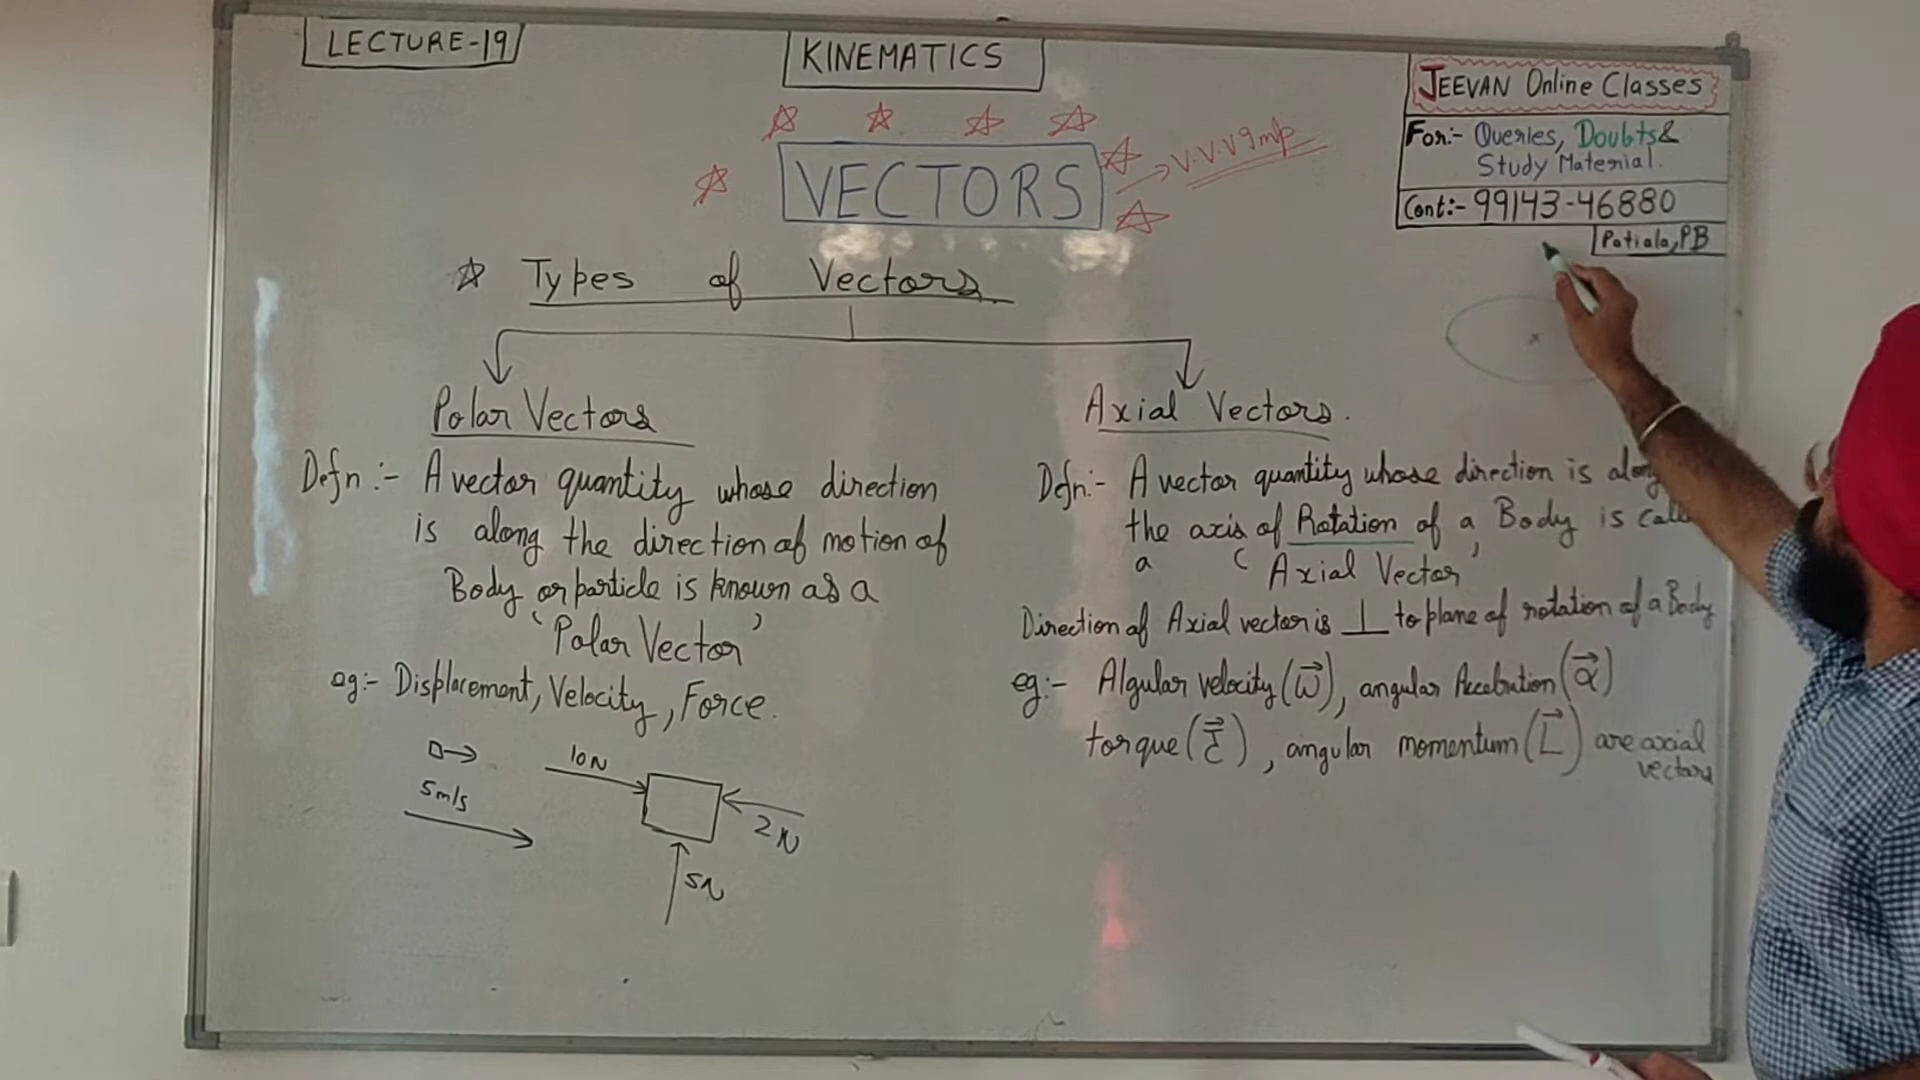 LECTURE-19
KINEMATICS
JEEVAN Online Classes
For:- Queries, Doubts &
Study Material.
Cont:- 99143-46880
Patiala, PB
VECTORS
→ V.V.V Imp
☆ Types of Vectors
Polar Vectors
Defn:- A vector quantity whose direction
is along the direction of motion of
Body or particle is known as a
'Polar Vector'
eg:- Displacement, Velocity, Force.
5m/s
10N
2N
5N
Axial Vectors.
Defn:- A vector quantity whose direction is along
the axis of Rotation of a Body is calle
a 'Axial Vector'
Direction of Axial vector is ⊥ to plane of rotation of a Body
eg:- Algular velocity (ω⃗), angular Accelration (α⃗)
torque (τ⃗), angular momentum (L⃗) are axial
vectors